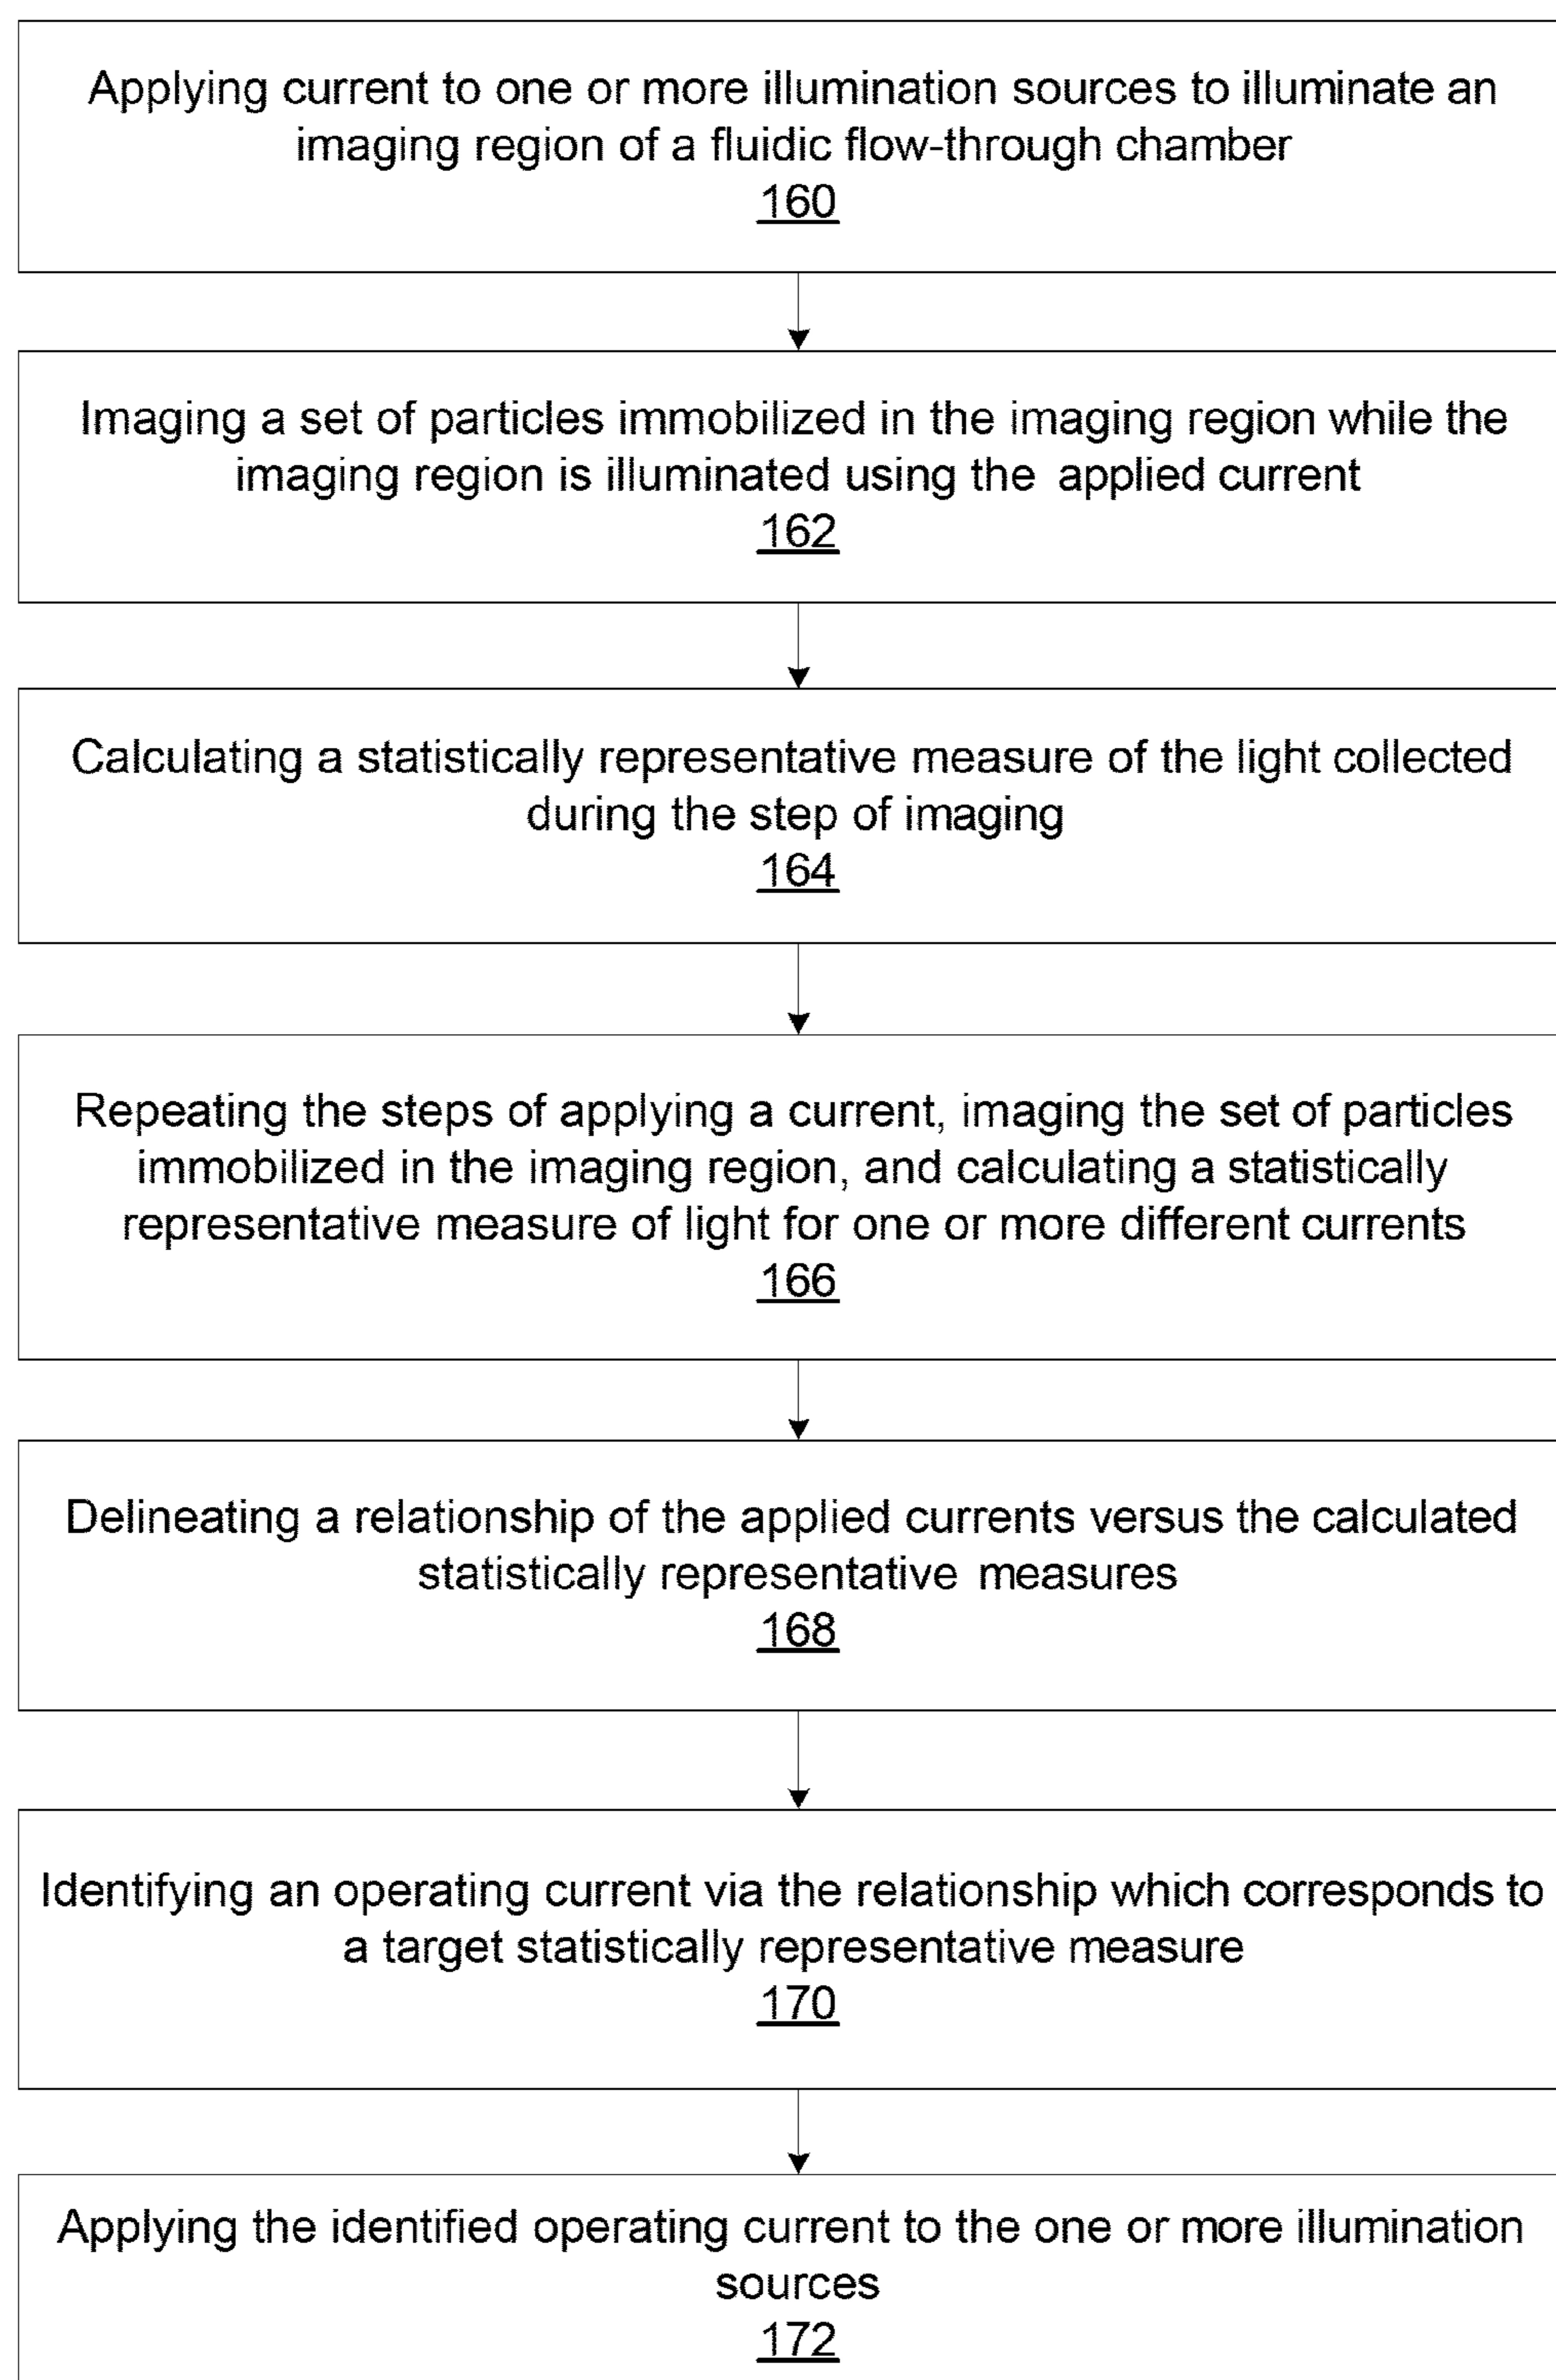 Applying current to one or more illumination sources to illuminate an
imaging region of a fluidic flow-through chamber
160
Imaging a set of particles immobilized in the imaging region while the
imaging region is illuminated using the applied current
162
Calculating a statistically representative measure of the light collected
during the step of imaging
164
Repeating the steps of applying a current, imaging the set of particles
immobilized in the imaging region, and calculating a statistically
representative measure of light for one or more different currents
166
Delineating a relationship of the applied currents versus the calculated
statistically representative measures
168
Identifying an operating current via the relationship which corresponds to
a target statistically representative measure
170
Applying the identified operating current to the one or more illumination
sources
172